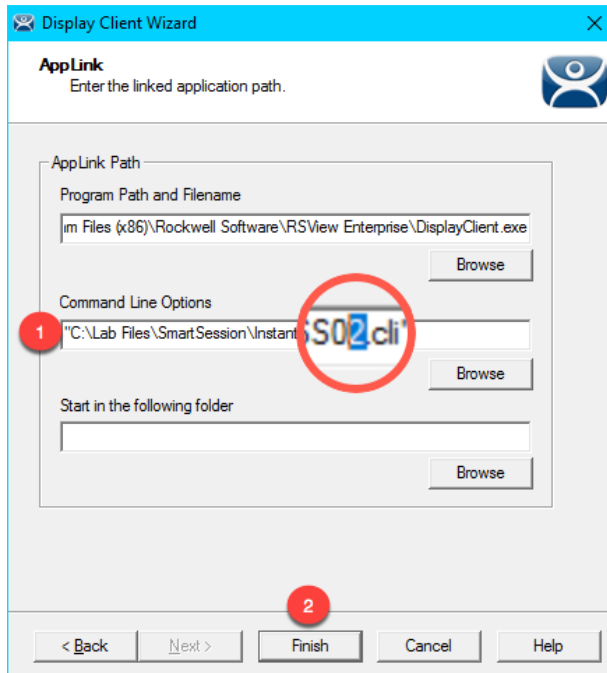 Display Client Wizard
AppLink
Enter the linked application path.
AppLink Path
Program Path and Filename
ım Files (x86)\Rockwell Software\RSView Enterprise\DisplayClient.exe
Browse
Command Line Options
1
"C:\Lab Files\SmartSession\Instant
SS02.cli"
Browse
Start in the following folder
Browse
2
< Back Next > Finish Cancel Help